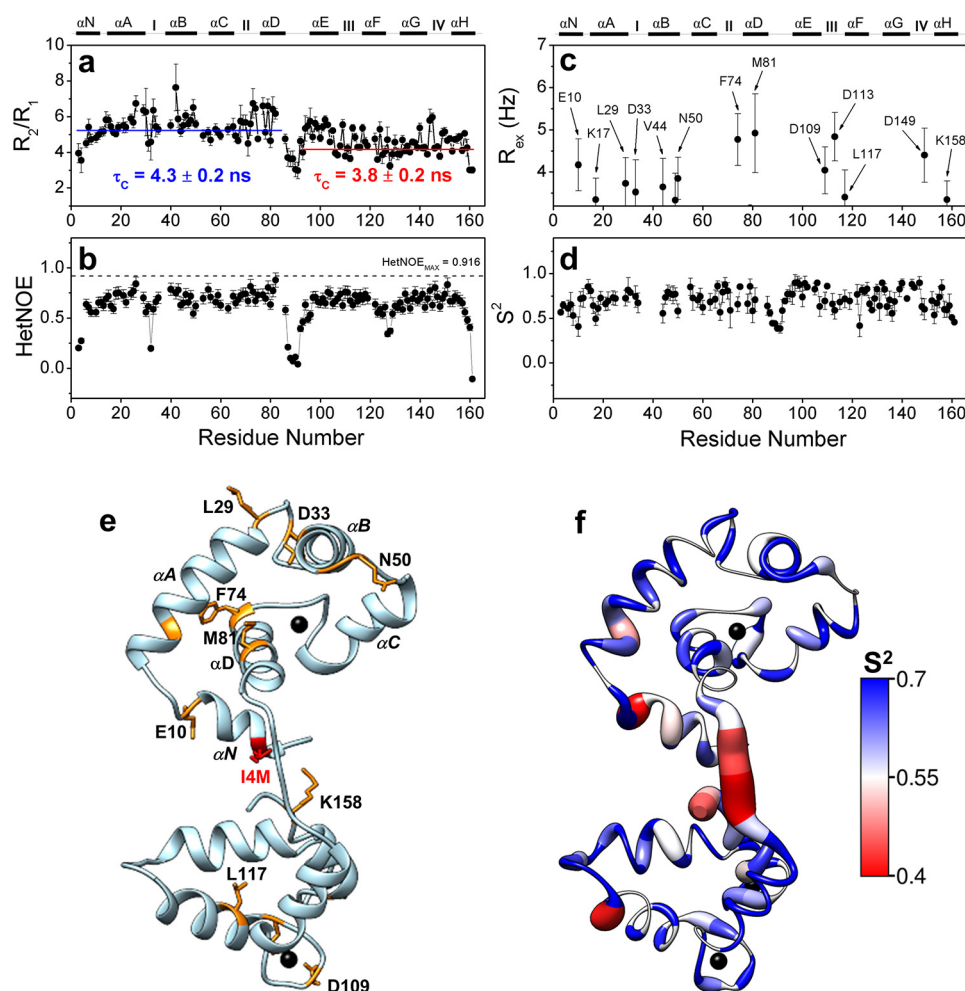 αN αA I αB αC II αD αE III αF αG IV αH
αN αA I αB αC II αD αE III αF αG IV αH
a
R2/R1
10
8
6
4
2
τC = 4.3 ± 0.2 ns
τC = 3.8 ± 0.2 ns
b
HetNOE
1.0
0.5
0.0
HetNOEMAX = 0.916
0 20 40 60 80 100 120 140 160
Residue Number
c
Rex (Hz)
7
6
5
4
E10
K17
L29
D33
V44
N50
F74
M81
D109
D113
L117
D149
K158
d
S2
1.0
0.5
0.0
0 20 40 60 80 100 120 140 160
Residue Number
e
L29
D33
αB
N50
αA
F74
M81
αD
αC
E10
αN
I4M
K158
L117
D109
f
S2
0.7
0.55
0.4